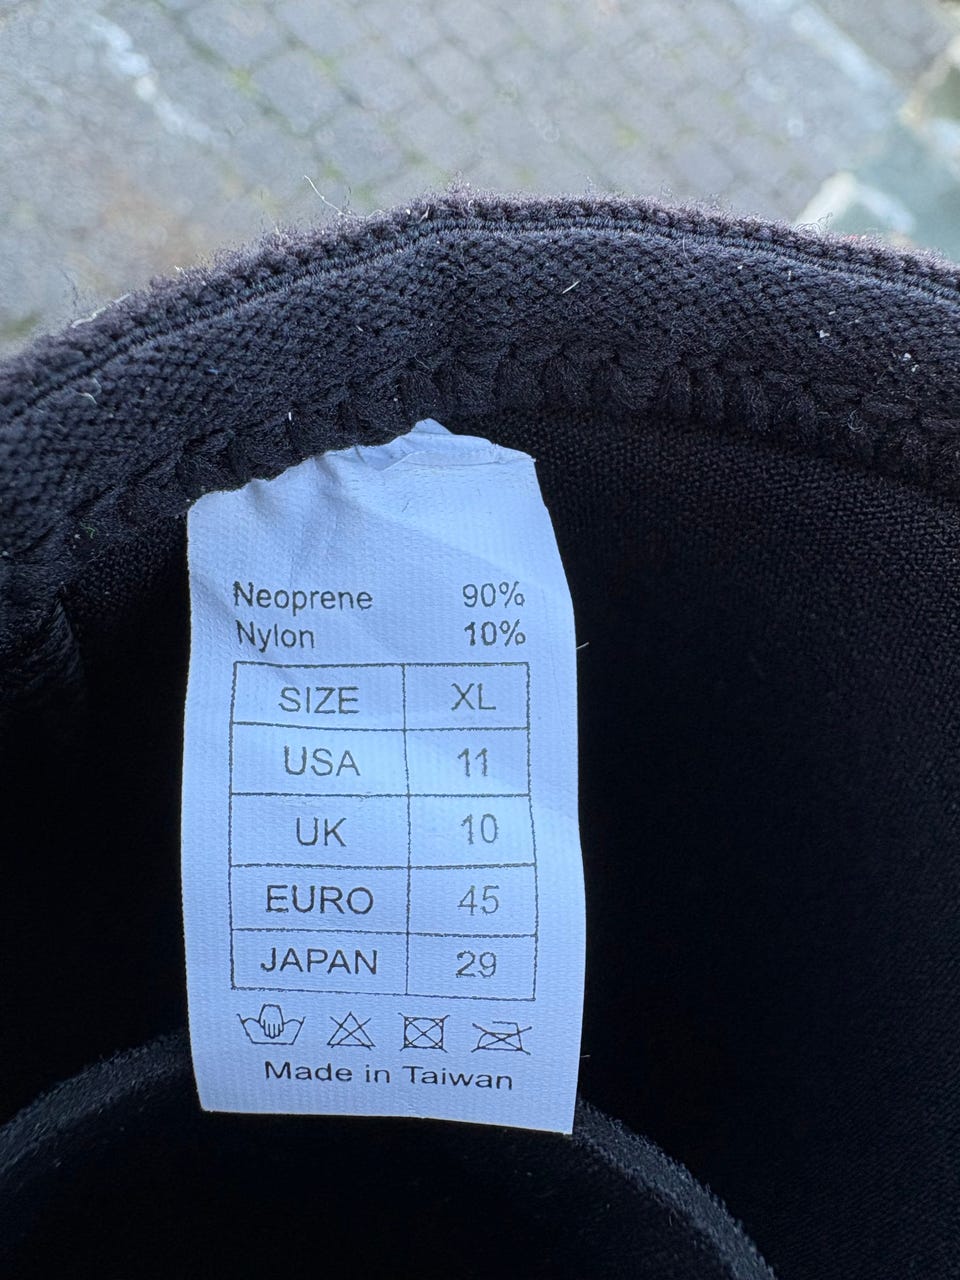 Neoprene 90%
Nylon 10%
SIZE XL
USA 11
UK 10
EURO 45
JAPAN 29
Made in Taiwan